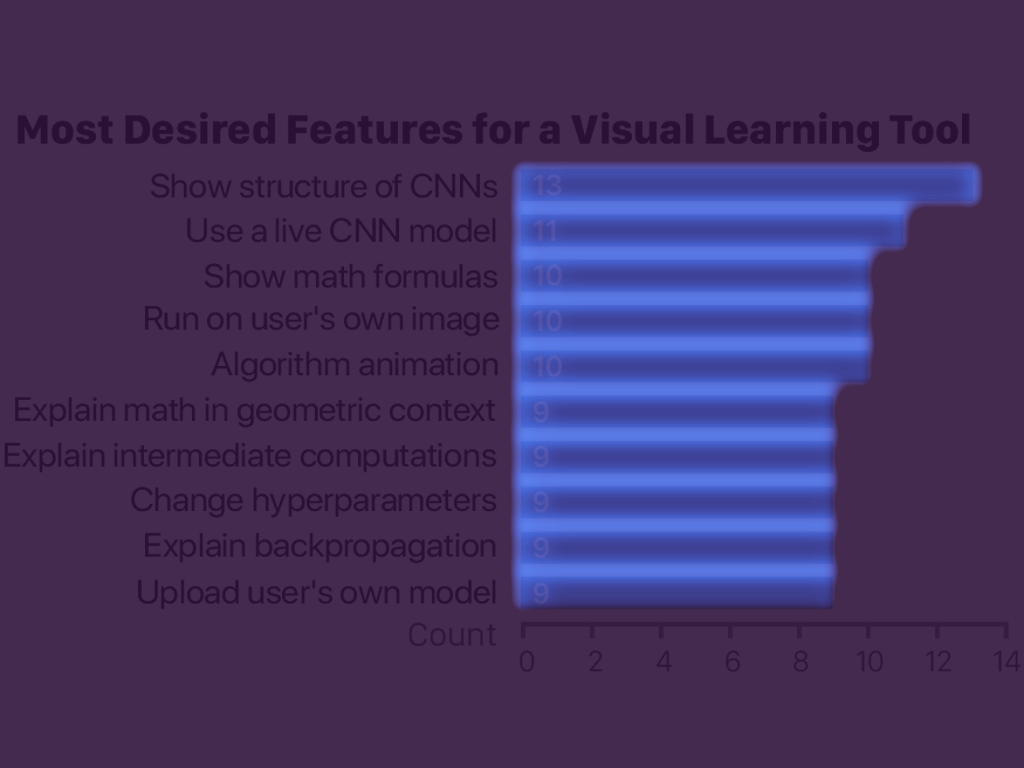 Most Desired Features for a Visual Learning Tool
Show structure of CNNs 13
Use a live CNN model 11
Show math formulas 10
Run on user's own image 10
Algorithm animation 10
Explain math in geometric context 9
Explain intermediate computations 9
Change hyperparameters 9
Explain backpropagation 9
Upload user's own model 9
Count 0 2 4 6 8 10 12 14